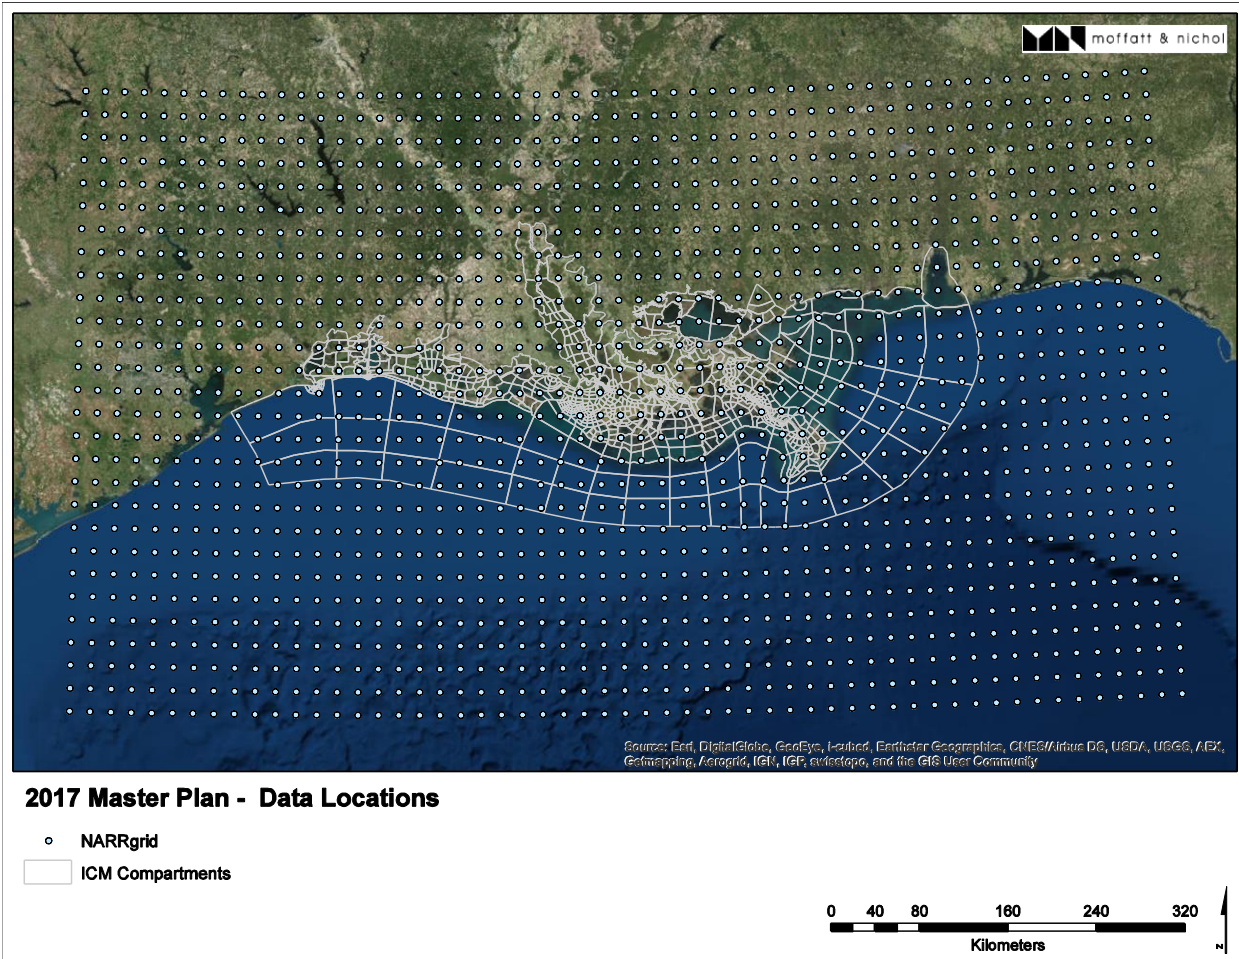 moffatt & nichol
Source: Esri, DigitalGlobe, GeoEye, i-cubed, Earthstar Geographics, CNES/Airbus DS, USDA, USGS, AEX,
Getmapping, Aerogrid, IGN, IGP, swisstopo, and the GIS User Community
2017 Master Plan - Data Locations
NARRgrid
ICM Compartments
0 40 80 160 240 320
Kilometers
N